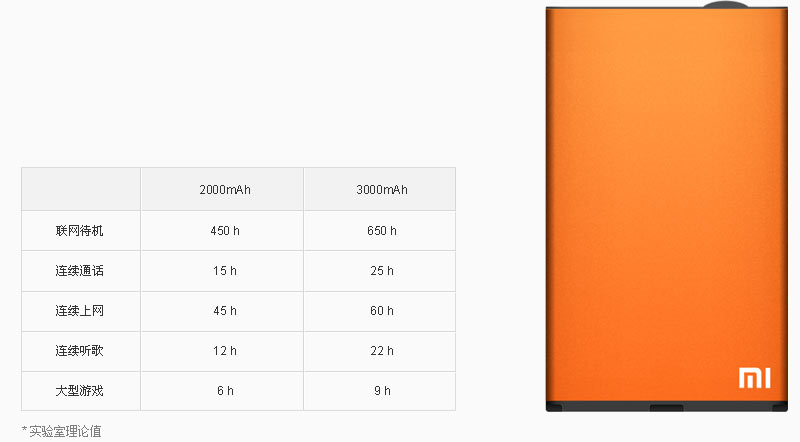 2000mAh 3000mAh
联网待机 450 h 650 h
连续通话 15 h 25 h
连续上网 45 h 60 h
连续听歌 12 h 22 h
大型游戏 6 h 9 h
*实验室理论值
MI